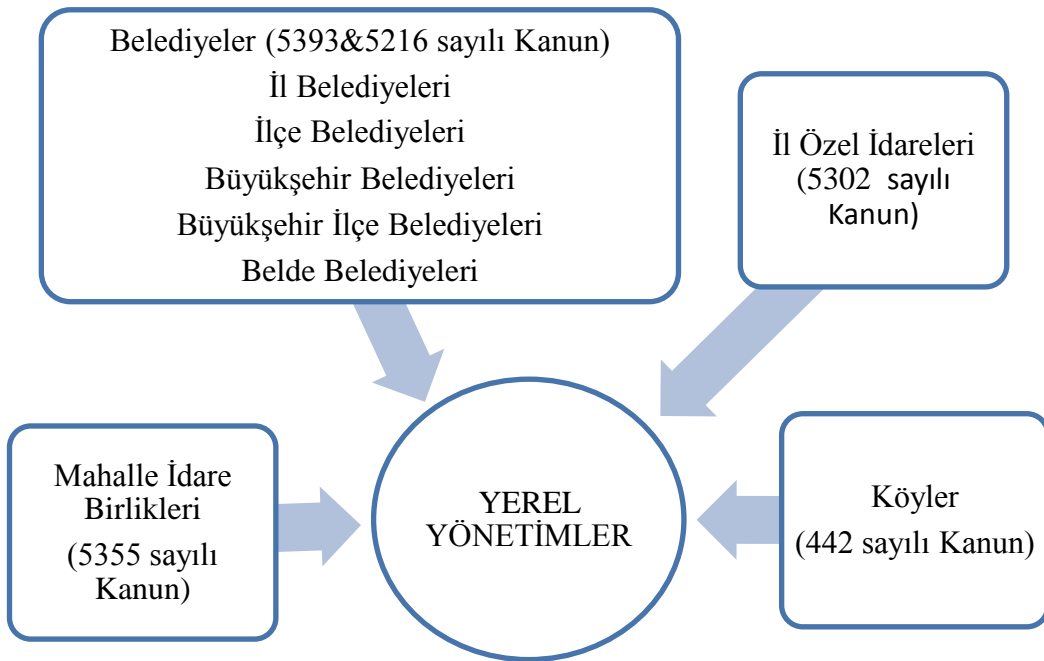 Belediyeler (5393&5216 sayılı Kanun)
İl Belediyeleri
İlçe Belediyeleri
Büyükşehir Belediyeleri
Büyükşehir İlçe Belediyeleri
Belde Belediyeleri
İl Özel İdareleri
(5302 sayılı
Kanun)
Mahalle İdare
Birlikleri
(5355 sayılı
Kanun)
YEREL
YÖNETİMLER
Köyler
(442 sayılı Kanun)